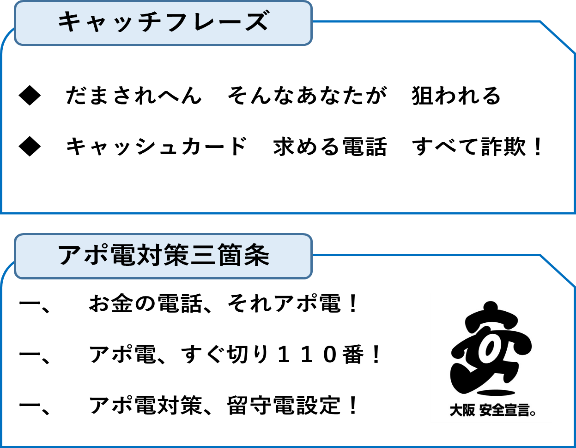 キャッチフレーズ
◆　だまされへん　そんなあなたが　狙われる
◆　キャッシュカード　求める電話　すべて詐欺！
アポ電対策三箇条
一、　お金の電話、それアポ電！
一、　アポ電、すぐ切り１１０番！
一、　アポ電対策、留守電設定！
安
大阪 安全宣言。